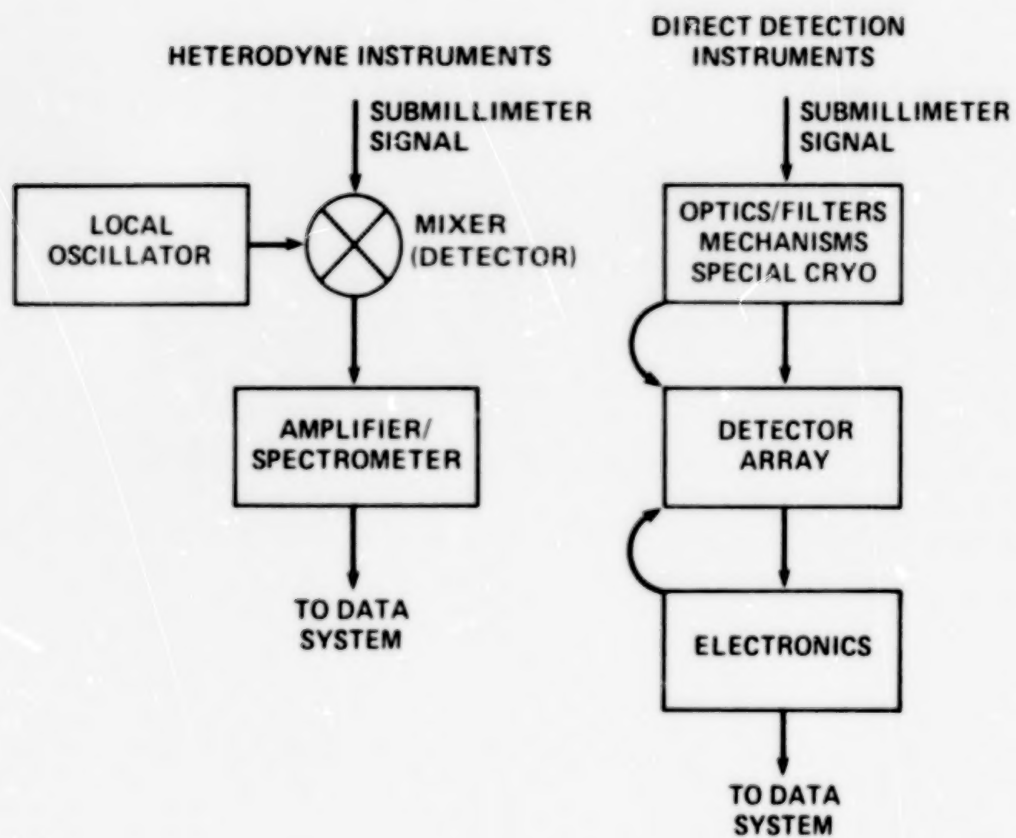 HETERODYNE INSTRUMENTS
SUBMILLIMETER
SIGNAL
LOCAL
OSCILLATOR
MIXER
(DETECTOR)
AMPLIFIER/
SPECTROMETER
TO DATA
SYSTEM
DIRECT DETECTION
INSTRUMENTS
SUBMILLIMETER
SIGNAL
OPTICS/FILTERS
MECHANISMS
SPECIAL CRYO
DETECTOR
ARRAY
ELECTRONICS
TO DATA
SYSTEM